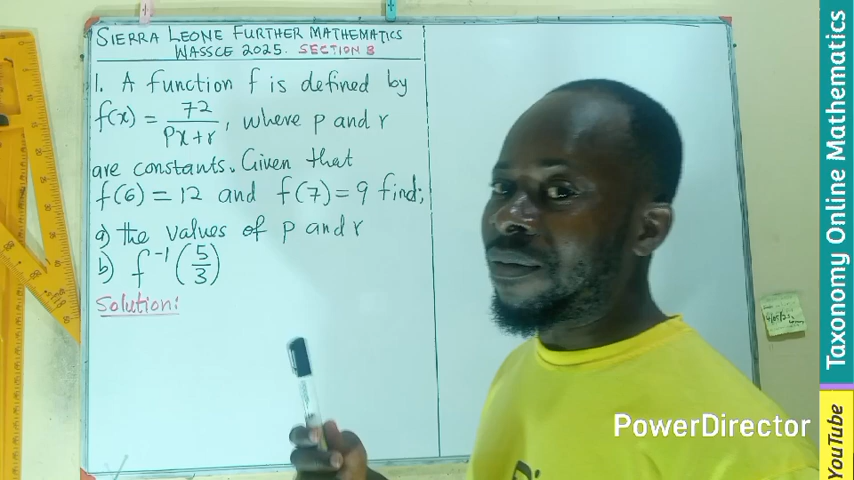 SIERRA LEONE FURTHER MATHEMATICS
WASSCE 2025. SECTION B
1. A function f is defined by
f(x) = 72/(px+r), where p and r
are constants. Given that
f(6) = 12 and f(7) = 9 find;
a) the values of p and r
b) f⁻¹(5/3)
Solution:
PowerDirector
Taxonomy Online Mathematics
YouTube